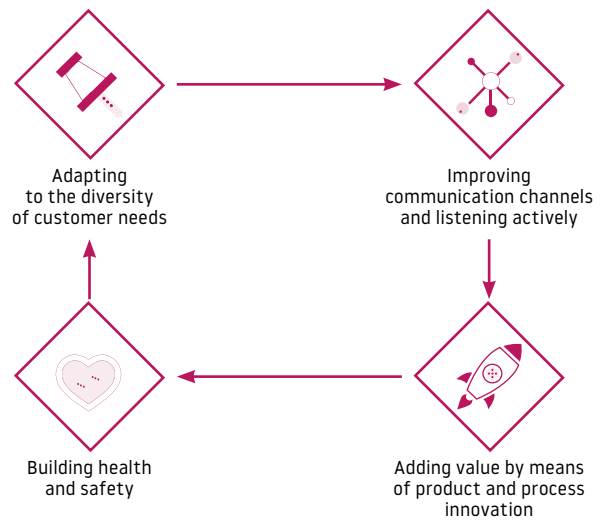 Adapting
to the diversity
of customer needs
Improving
communication channels
and listening actively
Building health
and safety
Adding value by means
of product and process
innovation